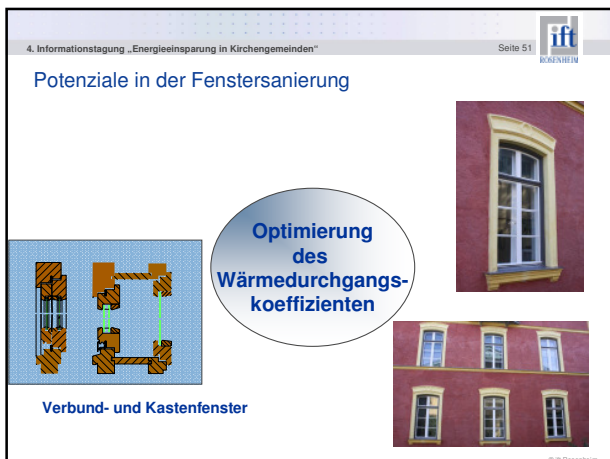 4. Informationstagung „Energieeinsparung in Kirchengemeinden“
Seite 51
ift
ROSENHEIM
Potenziale in der Fenstersanierung
Optimierung
des
Wärmedurchgangs-
koeffizienten
Verbund- und Kastenfenster